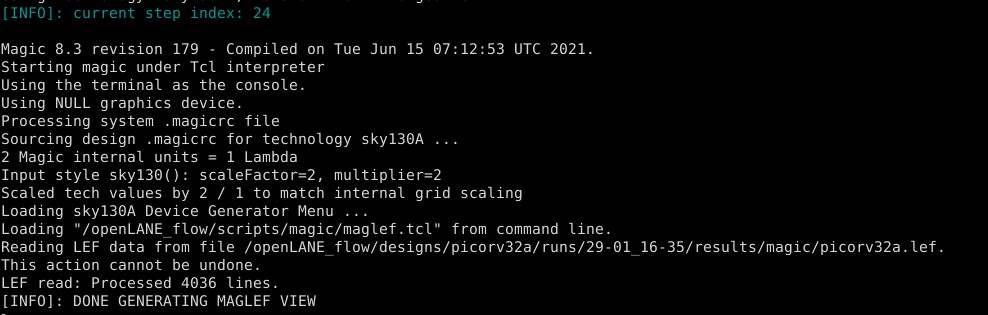 [INFO]: current step index: 24
Magic 8.3 revision 179 - Compiled on Tue Jun 15 07:12:53 UTC 2021.
Starting magic under Tcl interpreter
Using the terminal as the console.
Using NULL graphics device.
Processing system .magicrc file
Sourcing design .magicrc for technology sky130A ...
2 Magic internal units = 1 Lambda
Input style sky130(): scaleFactor=2, multiplier=2
Scaled tech values by 2 / 1 to match internal grid scaling
Loading sky130A Device Generator Menu ...
Loading "/openLANE_flow/scripts/magic/maglef.tcl" from command line.
Reading LEF data from file /openLANE_flow/designs/picorv32a/runs/29-01_16-35/results/magic/picorv32a.lef.
This action cannot be undone.
LEF read: Processed 4036 lines.
[INFO]: DONE GENERATING MAGLEF VIEW